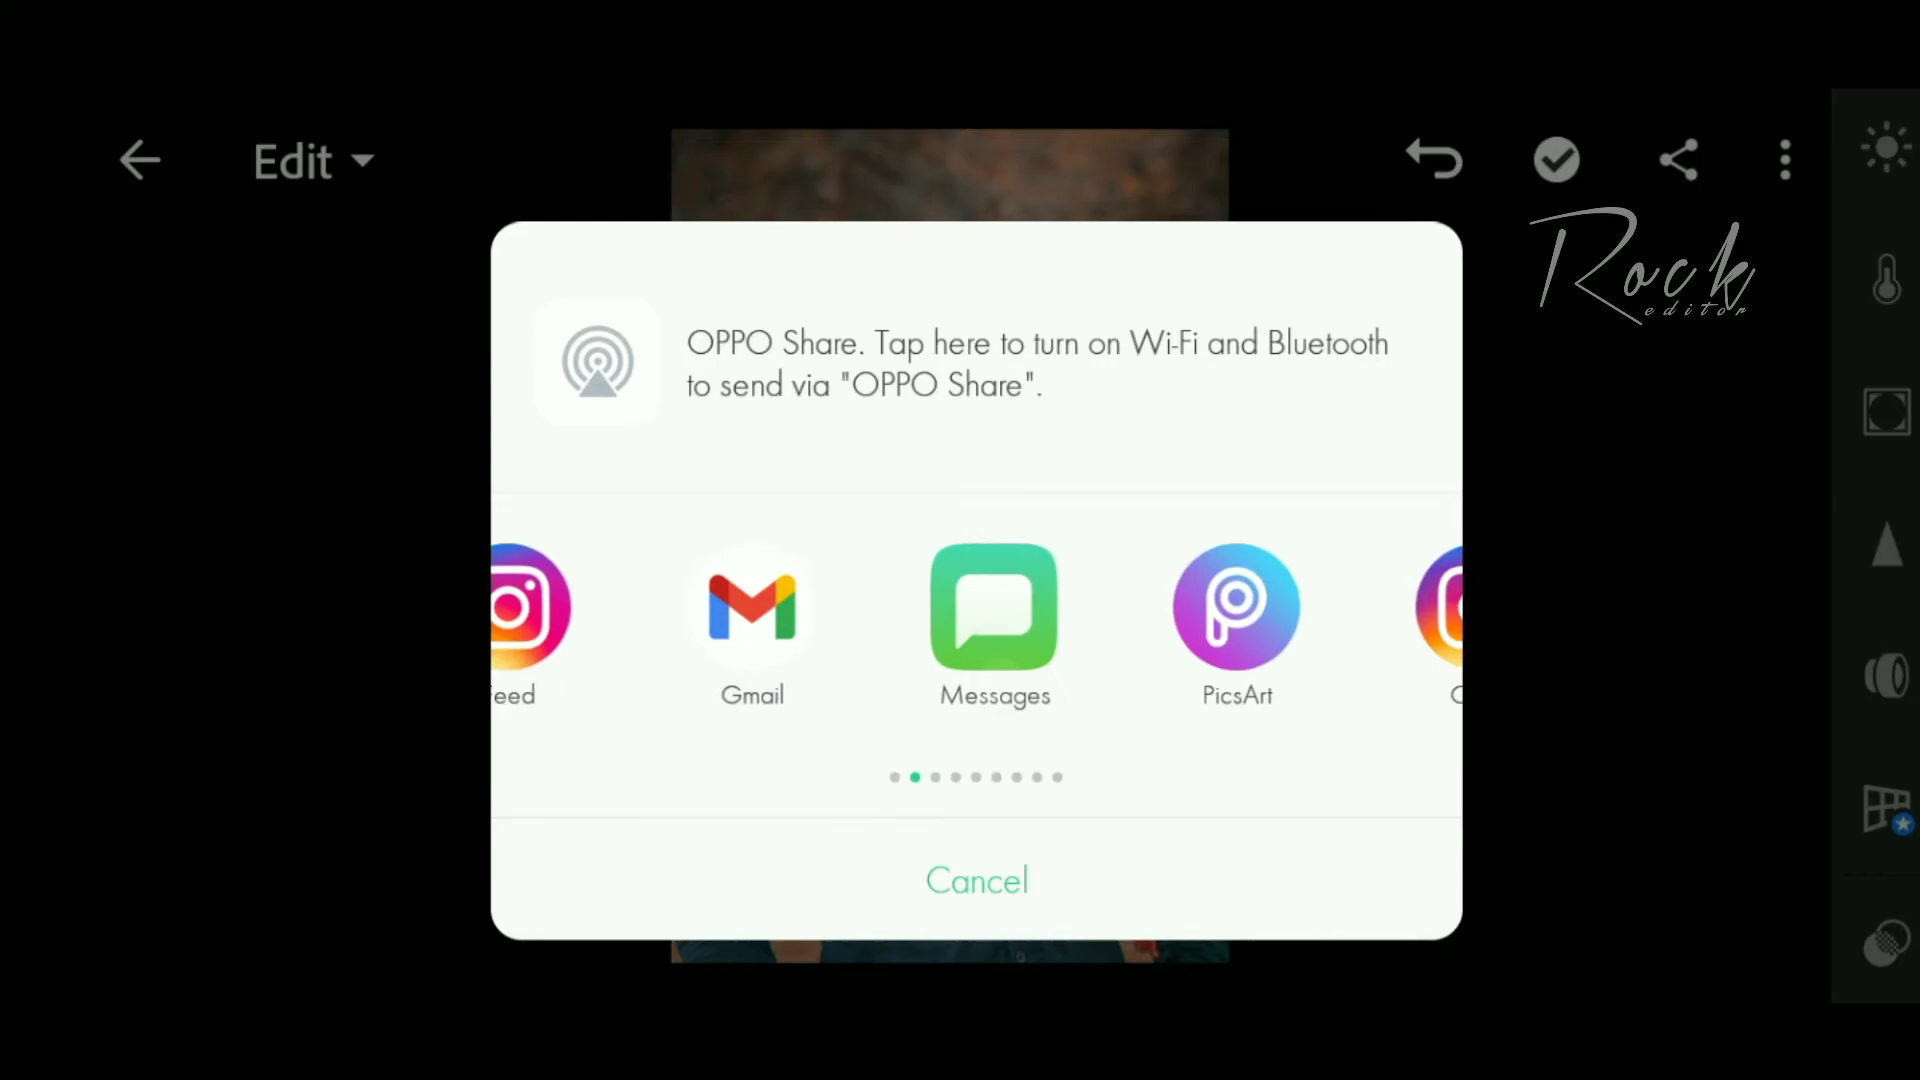 Edit
Rock
editor
OPPO Share. Tap here to turn on Wi-Fi and Bluetooth
to send via "OPPO Share".
eed
Gmail
Messages
PicsArt
Cancel